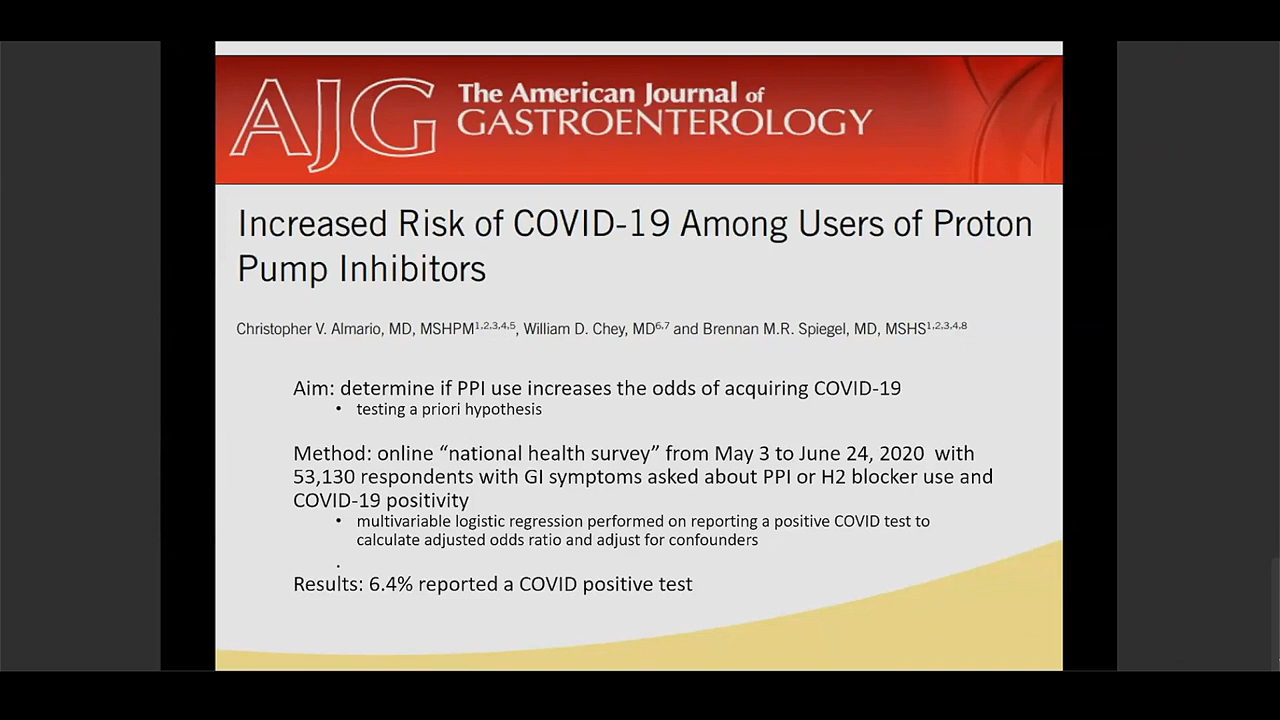 AJG The American Journal of
GASTROENTEROLOGY
Increased Risk of COVID-19 Among Users of Proton
Pump Inhibitors
Christopher V. Almario, MD, MSHPM1,2,3,4,5, William D. Chey, MD6,7 and Brennan M.R. Spiegel, MD, MSHS1,2,3,4,8
Aim: determine if PPI use increases the odds of acquiring COVID-19
• testing a priori hypothesis
Method: online “national health survey” from May 3 to June 24, 2020 with
53,130 respondents with GI symptoms asked about PPI or H2 blocker use and
COVID-19 positivity
• multivariable logistic regression performed on reporting a positive COVID test to
calculate adjusted odds ratio and adjust for confounders
.
Results: 6.4% reported a COVID positive test